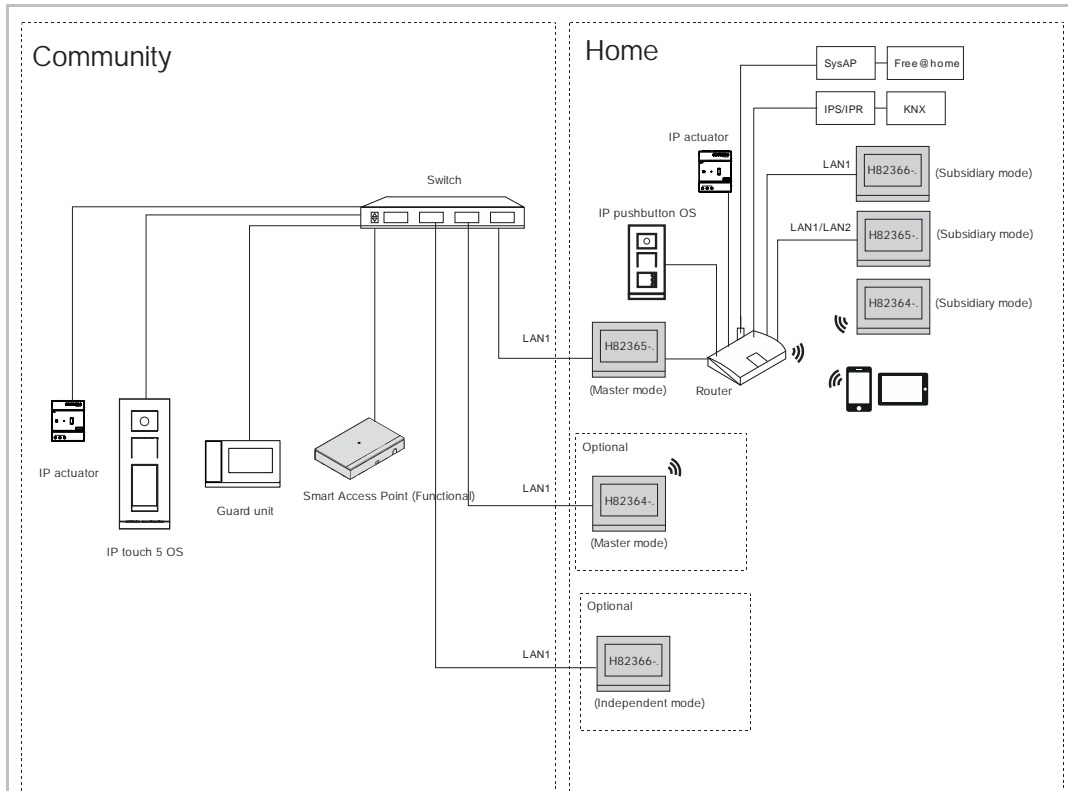 Community
Home
SysAP
Free@home
IPS/IPR
KNX
IP actuator
LAN1
H82366-.
(Subsidiary mode)
Switch
IP pushbutton OS
LAN1/LAN2
H82365-.
(Subsidiary mode)
H82364-.
(Subsidiary mode)
LAN1
H82365-.
(Master mode)
Router
IP actuator
IP touch 5 OS
Guard unit
Smart Access Point (Functional)
Optional
LAN1
H82364-.
(Master mode)
Optional
LAN1
H82366-.
(Independent mode)